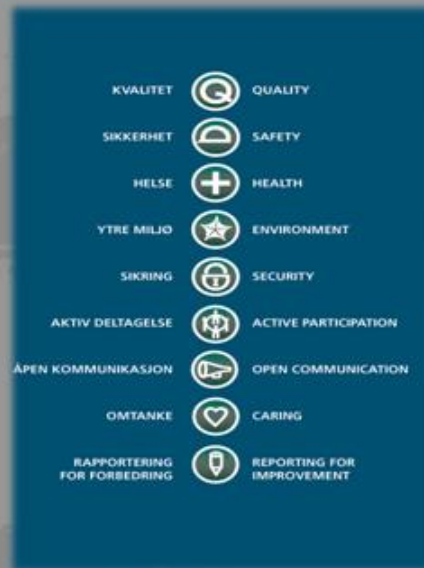 KVALITET QUALITY
SIKKERHET SAFETY
HELSE HEALTH
YTRE MILJØ ENVIRONMENT
SIKRING SECURITY
AKTIV DELTAGELSE ACTIVE PARTICIPATION
ÅPEN KOMMUNIKASJON OPEN COMMUNICATION
OMTANKE CARING
RAPPORTERING REPORTING FOR
FOR FORBEDRING IMPROVEMENT